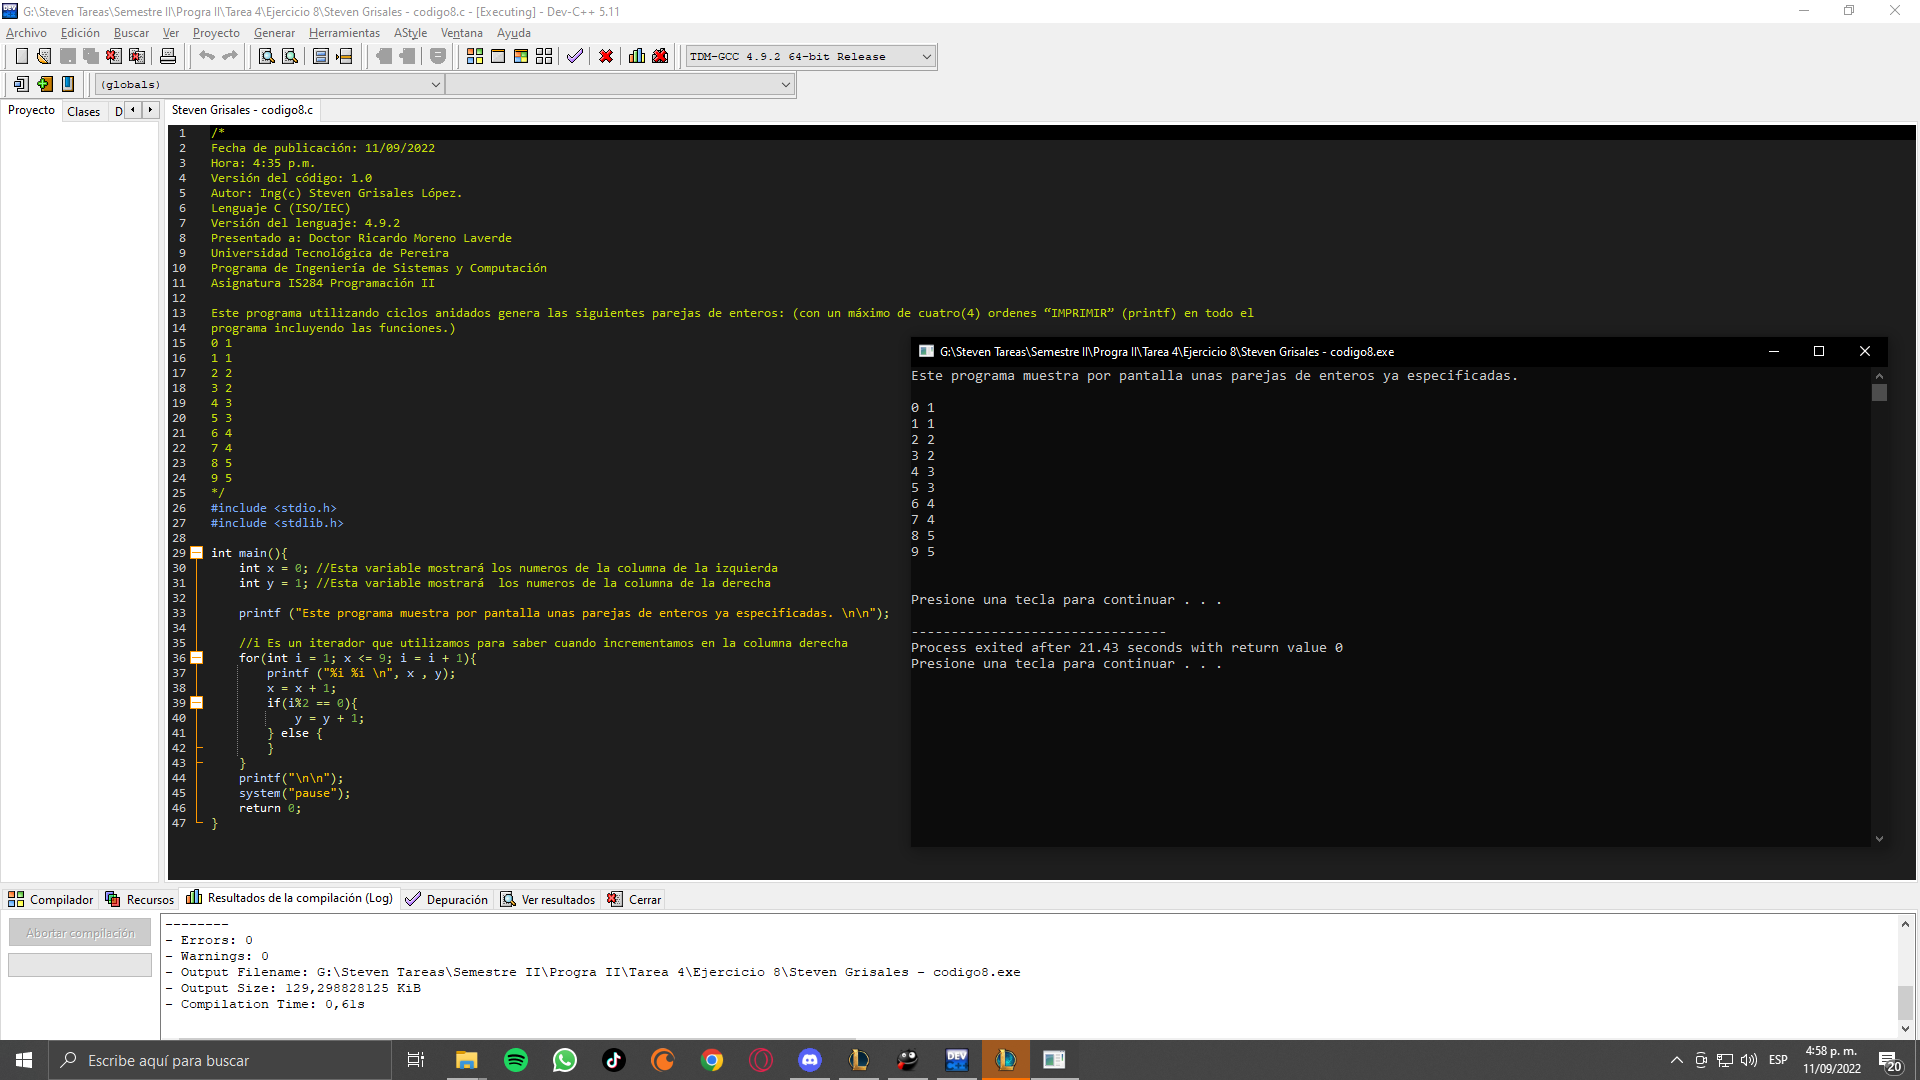 G:\Steven Tareas\Semestre II\Progra II\Tarea 4\Ejercicio 8\Steven Grisales - codigo8.c - [Executing] - Dev-C++ 5.11
Archivo Edición Buscar Ver Proyecto Generar Herramientas AStyle Ventana Ayuda
TDM-GCC 4.9.2 64-bit Release
(globals)
Proyecto Clases D
Steven Grisales - codigo8.c
1 /*
2 Fecha de publicación: 11/09/2022
3 Hora: 4:35 p.m.
4 Versión del código: 1.0
5 Autor: Ing(c) Steven Grisales López.
6 Lenguaje C (ISO/IEC)
7 Versión del lenguaje: 4.9.2
8 Presentado a: Doctor Ricardo Moreno Laverde
9 Universidad Tecnológica de Pereira
10 Programa de Ingeniería de Sistemas y Computación
11 Asignatura IS284 Programación II
12
13 Este programa utilizando ciclos anidados genera las siguientes parejas de enteros: (con un máximo de cuatro(4) ordenes “IMPRIMIR” (printf) en todo el
14 programa incluyendo las funciones.)
15 0 1
16 1 1
17 2 2
18 3 2
19 4 3
20 5 3
21 6 4
22 7 4
23 8 5
24 9 5
25 */
26 #include <stdio.h>
27 #include <stdlib.h>
28
29 int main(){
30 int x = 0; //Esta variable mostrará los numeros de la columna de la izquierda
31 int y = 1; //Esta variable mostrará  los numeros de la columna de la derecha
32
33 printf ("Este programa muestra por pantalla unas parejas de enteros ya especificadas. \n\n");
34
35 //i Es un iterador que utilizamos para saber cuando incrementamos en la columna derecha
36 for(int i = 1; x <= 9; i = i + 1){
37 printf ("%i %i \n", x , y);
38 x = x + 1;
39 if(i%2 == 0){
40 y = y + 1;
41 } else {
42 }
43 }
44 printf("\n\n");
45 system("pause");
46 return 0;
47 }
G:\Steven Tareas\Semestre II\Progra II\Tarea 4\Ejercicio 8\Steven Grisales - codigo8.exe
Este programa muestra por pantalla unas parejas de enteros ya especificadas.
0 1
1 1
2 2
3 2
4 3
5 3
6 4
7 4
8 5
9 5
Presione una tecla para continuar . . .
--------------------------------
Process exited after 21.43 seconds with return value 0
Presione una tecla para continuar . . .
Compilador Recursos Resultados de la compilación (Log) Depuración Ver resultados Cerrar
Abortar compilación
--------
- Errors: 0
- Warnings: 0
- Output Filename: G:\Steven Tareas\Semestre II\Progra II\Tarea 4\Ejercicio 8\Steven Grisales - codigo8.exe
- Output Size: 129,298828125 KiB
- Compilation Time: 0,61s
Escribe aquí para buscar
DEV
ESP
4:58 p. m.
11/09/2022
20